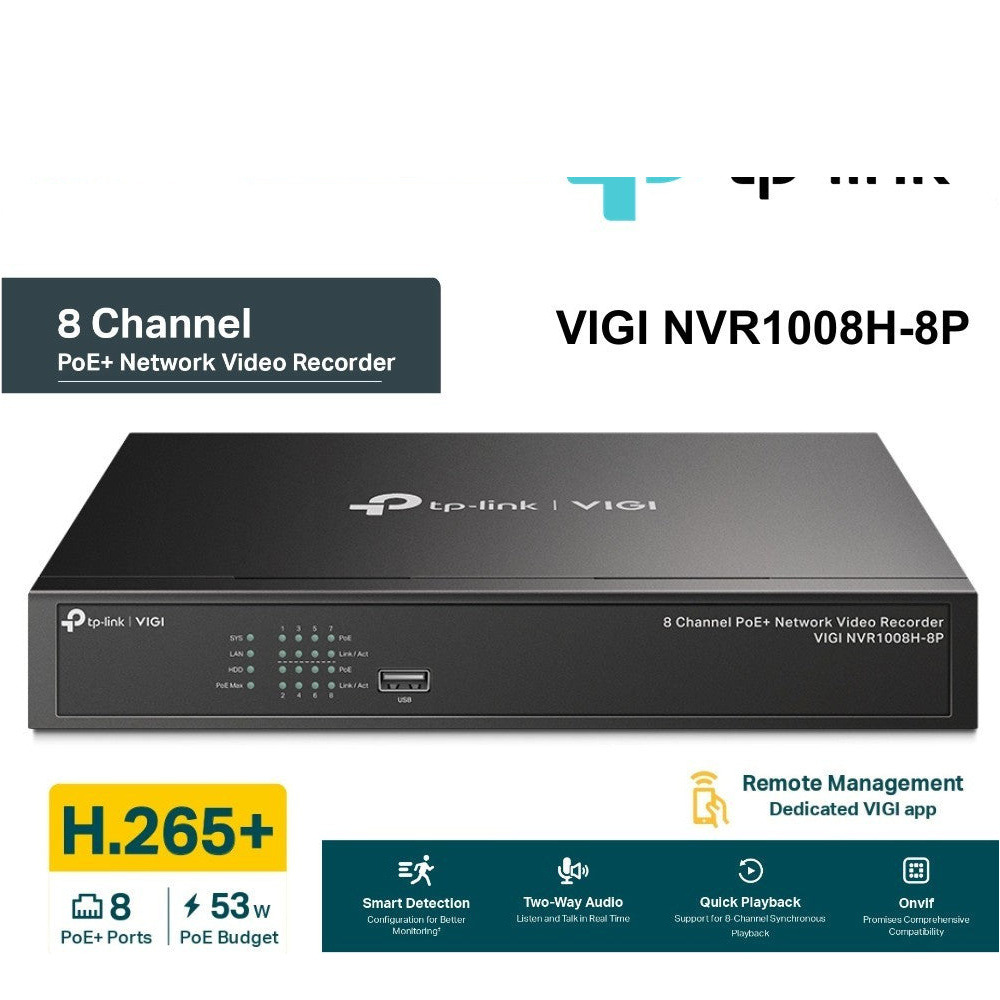 tp-link
8 Channel
PoE+ Network Video Recorder
VIGI NVR1008H-8P
tp-link | VIGI
tp-link | VIGI
8 Channel PoE+ Network Video Recorder
VIGI NVR1008H-8P
1 3 5 7
SYS PoE
LAN Link/Act
HDD PoE
PoE Max Link/Act
2 4 6 8
USB
H.265+
8
PoE+ Ports
53W
PoE Budget
Remote Management
Dedicated VIGI app
Smart Detection
Configuration for Better
Monitoring‡
Two-Way Audio
Listen and Talk in Real Time
Quick Playback
Support for 8-Channel Synchronous
Playback
Onvif
Promises Comprehensive
Compatibility